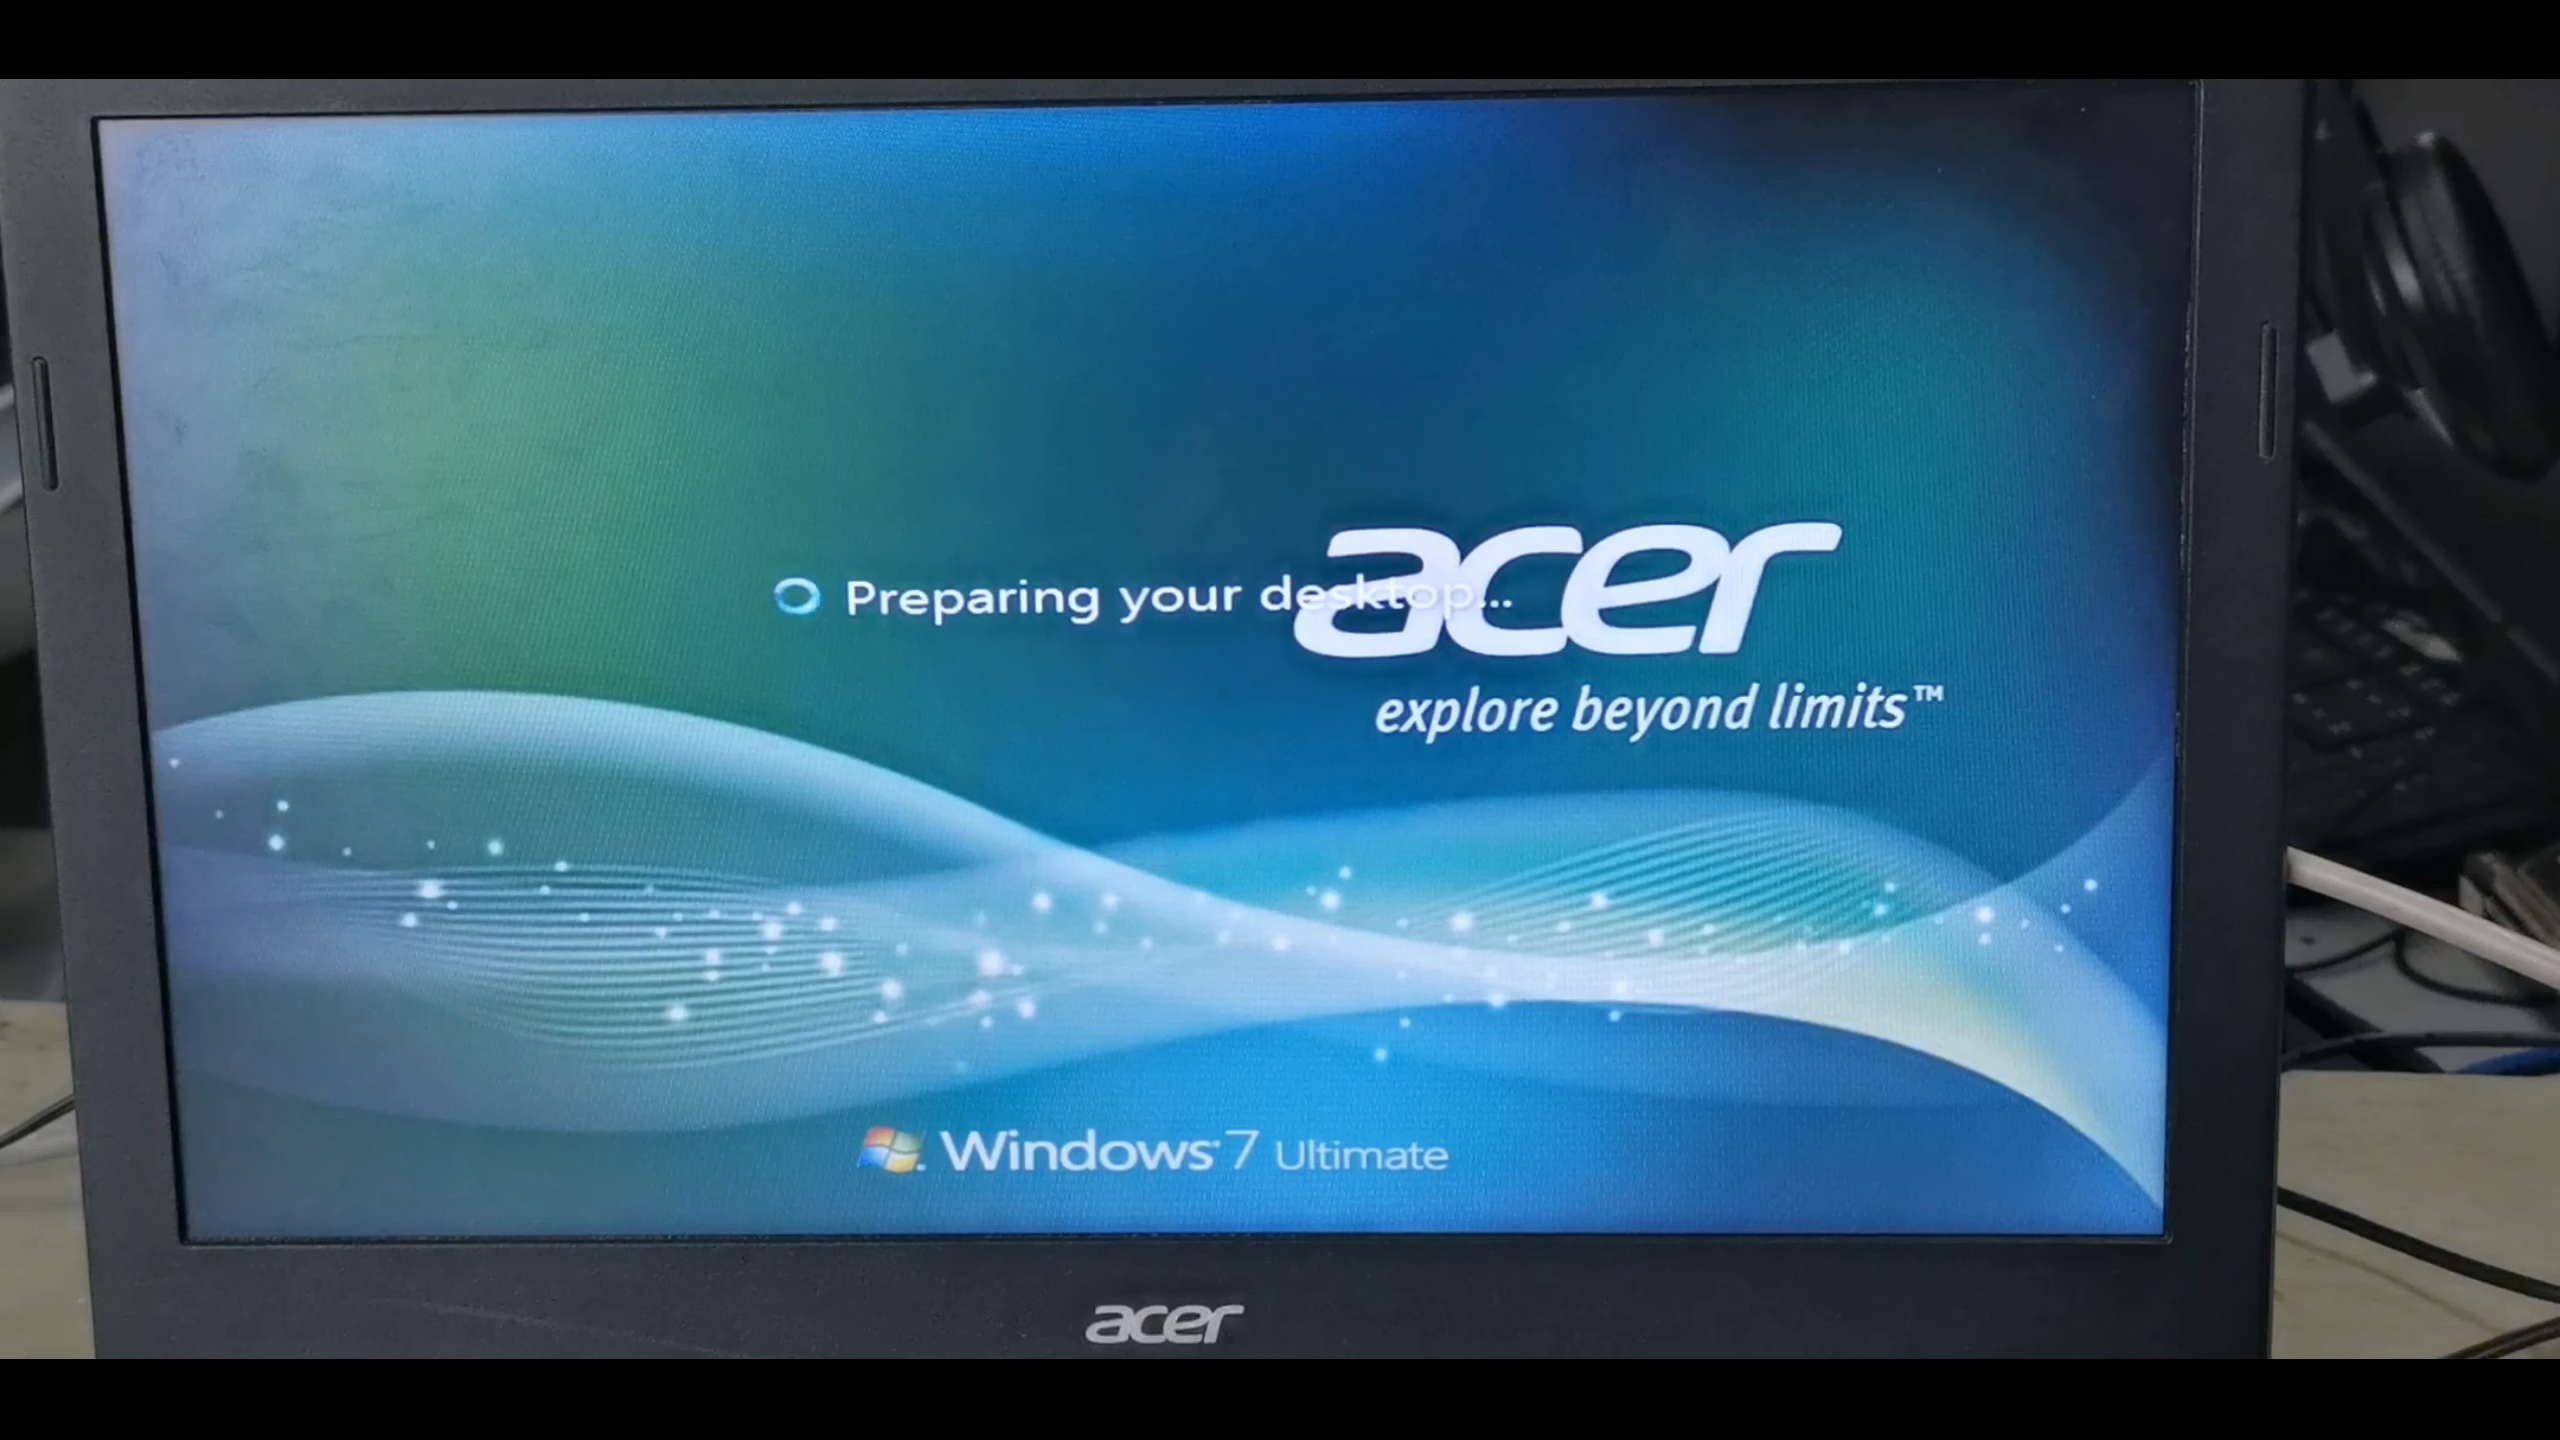 acer
Preparing your desktop...
explore beyond limits™
Windows 7 Ultimate
acer